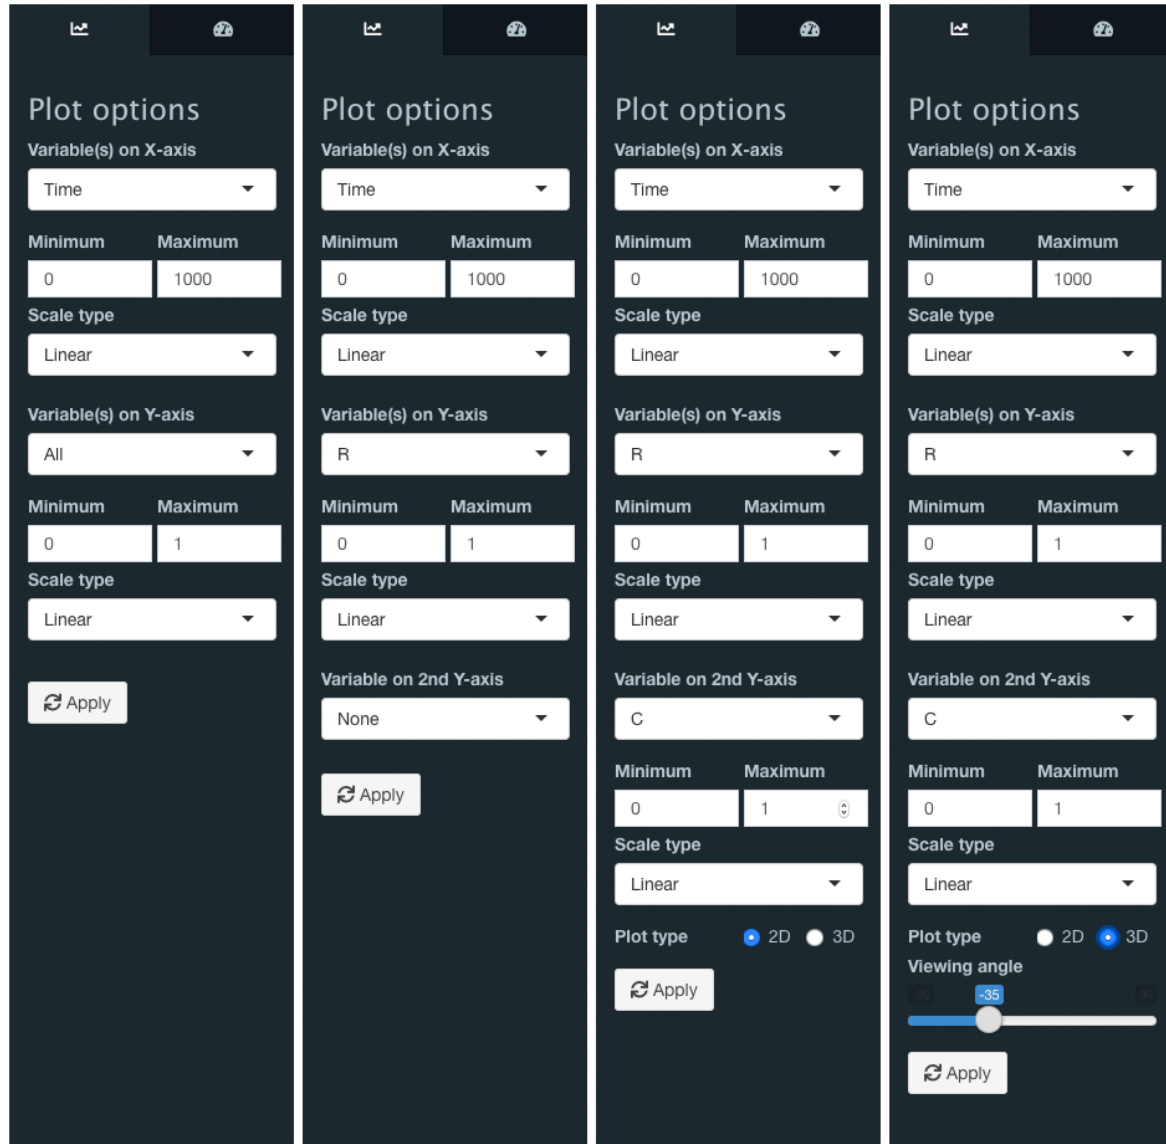 Plot options
Variable(s) on X-axis
Time
Minimum Maximum
0 1000
Scale type
Linear
Variable(s) on Y-axis
All
Minimum Maximum
0 1
Scale type
Linear
Apply
Plot options
Variable(s) on X-axis
Time
Minimum Maximum
0 1000
Scale type
Linear
Variable(s) on Y-axis
R
Minimum Maximum
0 1
Scale type
Linear
Variable on 2nd Y-axis
None
Apply
Plot options
Variable(s) on X-axis
Time
Minimum Maximum
0 1000
Scale type
Linear
Variable(s) on Y-axis
R
Minimum Maximum
0 1
Scale type
Linear
Variable on 2nd Y-axis
C
Minimum Maximum
0 1
Scale type
Linear
Plot type 2D 3D
Apply
Plot options
Variable(s) on X-axis
Time
Minimum Maximum
0 1000
Scale type
Linear
Variable(s) on Y-axis
R
Minimum Maximum
0 1
Scale type
Linear
Variable on 2nd Y-axis
C
Minimum Maximum
0 1
Scale type
Linear
Plot type 2D 3D
Viewing angle
-90 -35 90
Apply